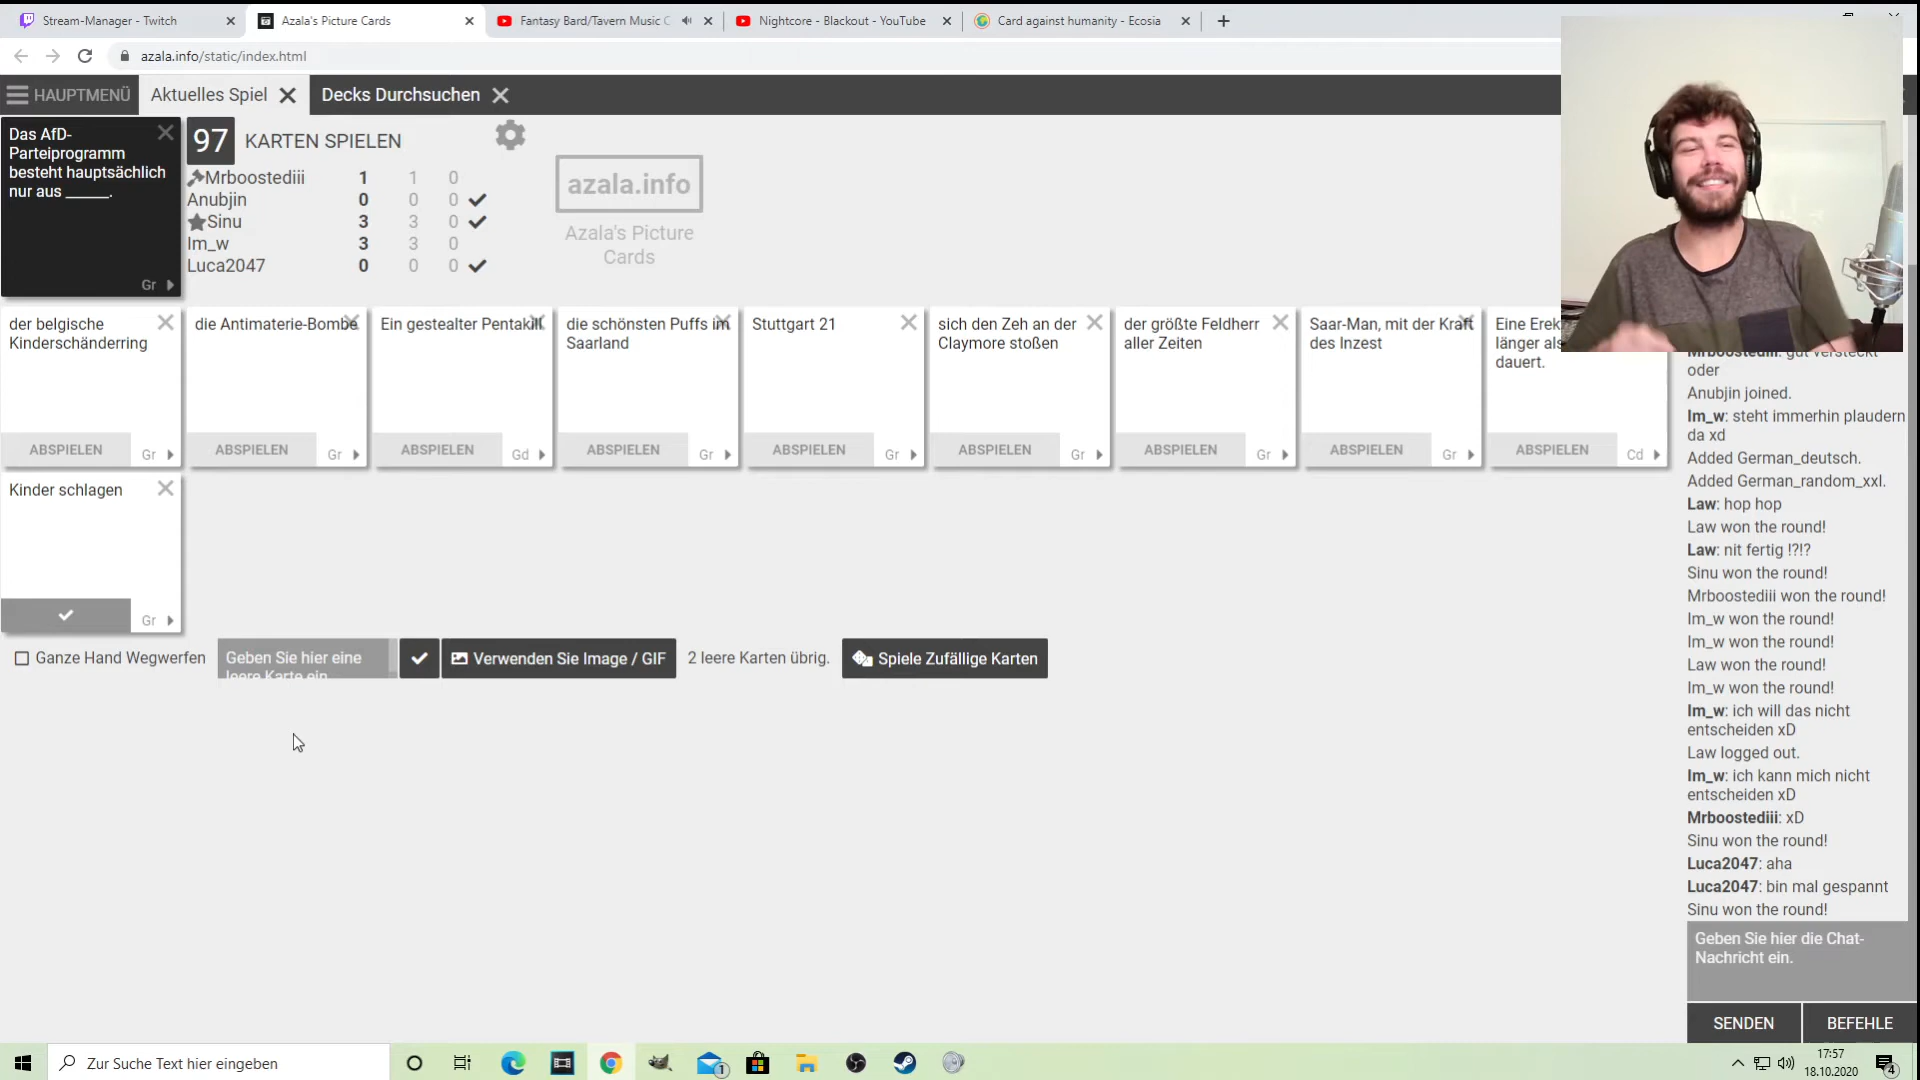 Stream-Manager - Twitch
Azala's Picture Cards
Fantasy Bard/Tavern Music C
Nightcore - Blackout - YouTube
Card against humanity - Ecosia
azala.info/static/index.html
HAUPTMENÜ
Aktuelles Spiel
Decks Durchsuchen
Das AfD-
Parteiprogramm
besteht hauptsächlich
nur aus _____.
Gr
97 KARTEN SPIELEN
Mrboostediii 1 1 0
Anubjin 0 0 0
Sinu 3 3 0
Im_w 3 3 0
Luca2047 0 0 0
azala.info
Azala's Picture
Cards
der belgische
Kinderschänderring
ABSPIELEN
Gr
die Antimaterie-Bombe
ABSPIELEN
Gr
Ein gestealter Pentakill
ABSPIELEN
Gd
die schönsten Puffs im
Saarland
ABSPIELEN
Gr
Stuttgart 21
ABSPIELEN
Gr
sich den Zeh an der
Claymore stoßen
ABSPIELEN
Gr
der größte Feldherr
aller Zeiten
ABSPIELEN
Gr
Saar-Man, mit der Kraft
des Inzest
ABSPIELEN
Gr
Eine
länger
dauert.
ABSPIELEN
Cd
Kinder schlagen
Gr
Ganze Hand Wegwerfen
Geben Sie hier eine
leere Karte ein
Verwenden Sie Image / GIF
2 leere Karten übrig.
Spiele Zufällige Karten
Mrboostediii: gut versteckt
oder
Anubjin joined.
Im_w: steht immerhin plaudern
da xd
Added German_deutsch.
Added German_random_xxl.
Law: hop hop
Law won the round!
Law: nit fertig !?!?
Sinu won the round!
Mrboostediii won the round!
Im_w won the round!
Im_w won the round!
Law won the round!
Im_w won the round!
Im_w: ich will das nicht
entscheiden xD
Law logged out.
Im_w: ich kann mich nicht
entscheiden xD
Mrboostediii: xD
Sinu won the round!
Luca2047: aha
Luca2047: bin mal gespannt
Sinu won the round!
Geben Sie hier die Chat-
Nachricht ein.
SENDEN
BEFEHLE
Zur Suche Text hier eingeben
1
17:57
18.10.2020
4